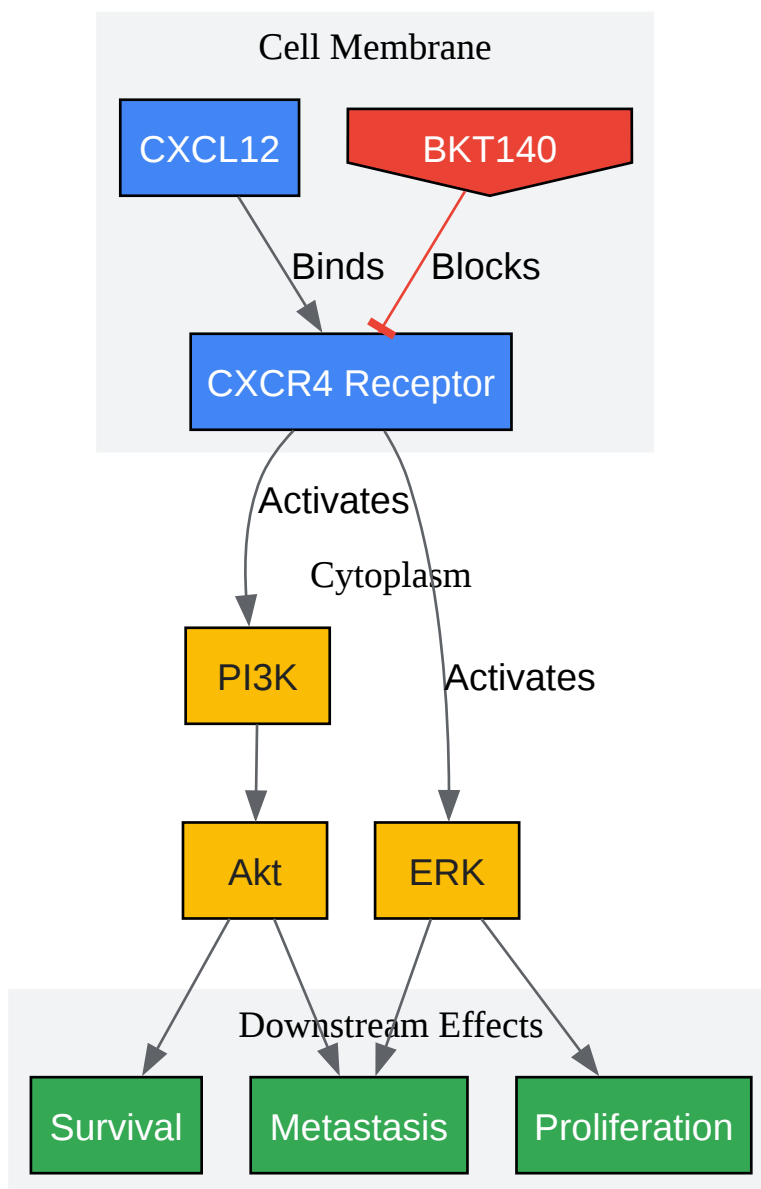 Cell Membrane
CXCL12
BKT140
Binds
Blocks
CXCR4 Receptor
Activates
Cytoplasm
PI3K
Activates
Akt
ERK
Downstream Effects
Survival
Metastasis
Proliferation